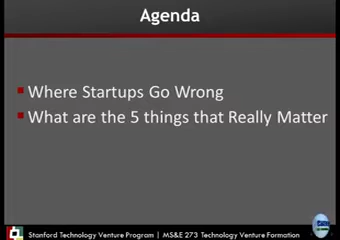 Agenda
Where Startups Go Wrong
What are the 5 things that Really Matter
Stanford Technology Venture Program | MS&E 273 Technology Venture Formation